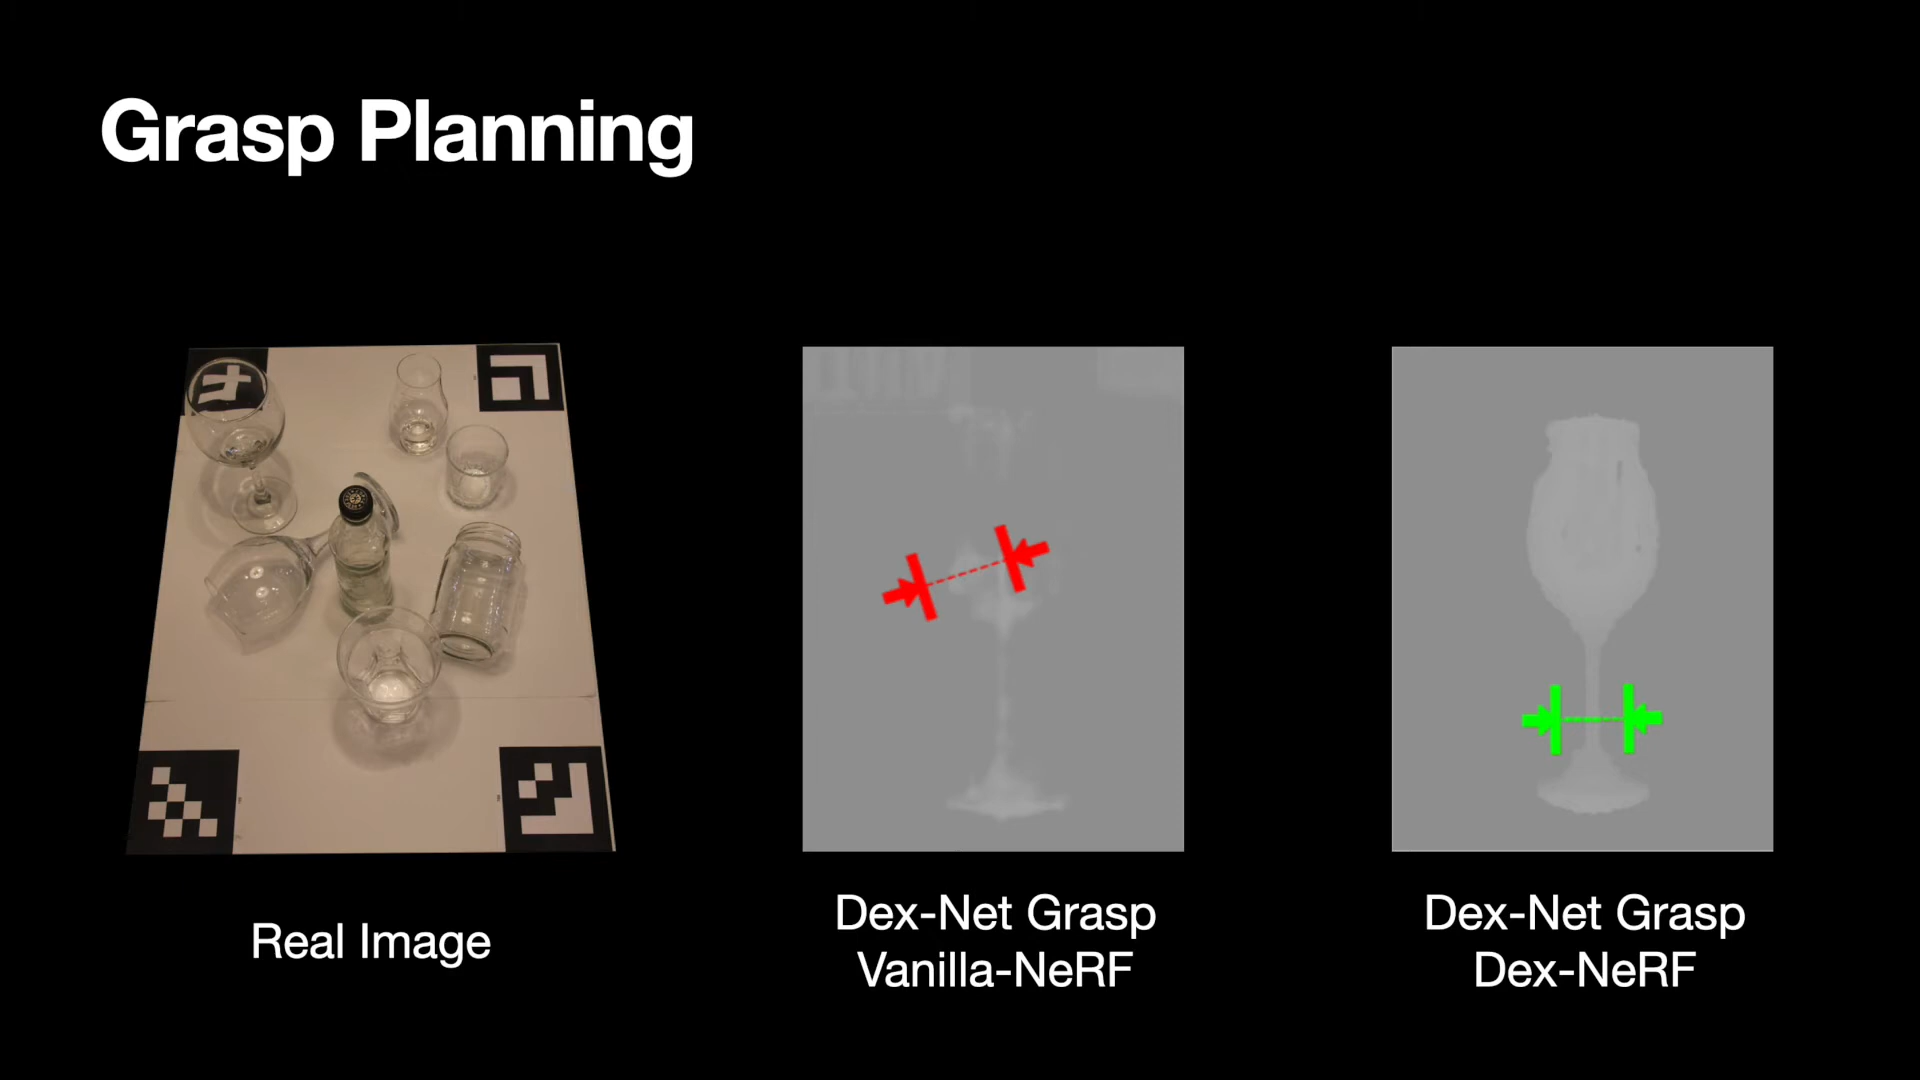 Grasp Planning
Real Image
Dex-Net Grasp
Vanilla-NeRF
Dex-Net Grasp
Dex-NeRF